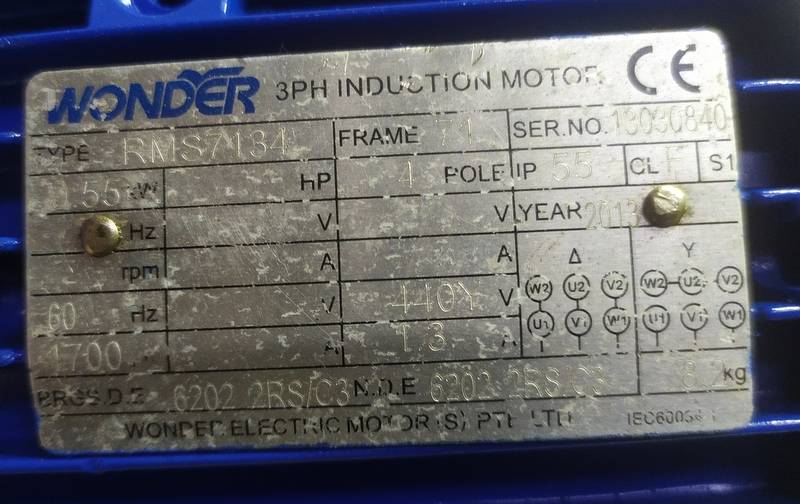 WONDER 3PH INDUCTION MOTOR CE
TYPE RMS7134 FRAME 71 SER.NO. 13030840
0.55 kW HP 4 POLE IP 55 CL F S1
Hz V V YEAR 2013
rpm A A Δ Y
60 Hz V 440Y V W2 U2 V2 W2 U2 V2
1700 A 1.3 A U1 V1 W1 U1 V1 W1
BRGS.D.E 6202 2RS/C3 N.D.E 6202 2RS/C3 kg
WONDER ELECTRIC MOTOR (S) PTE LTD